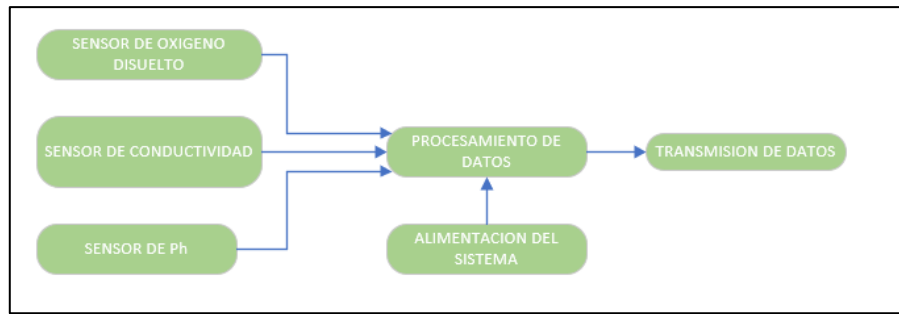 SENSOR DE OXIGENO
DISUELTO
SENSOR DE CONDUCTIVIDAD
SENSOR DE Ph
PROCESAMIENTO DE
DATOS
ALIMENTACION DEL
SISTEMA
TRANSMISION DE DATOS